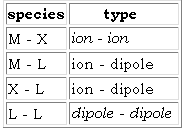 species type
M - X ion - ion
M - L ion - dipole
X - L ion - dipole
L - L dipole - dipole